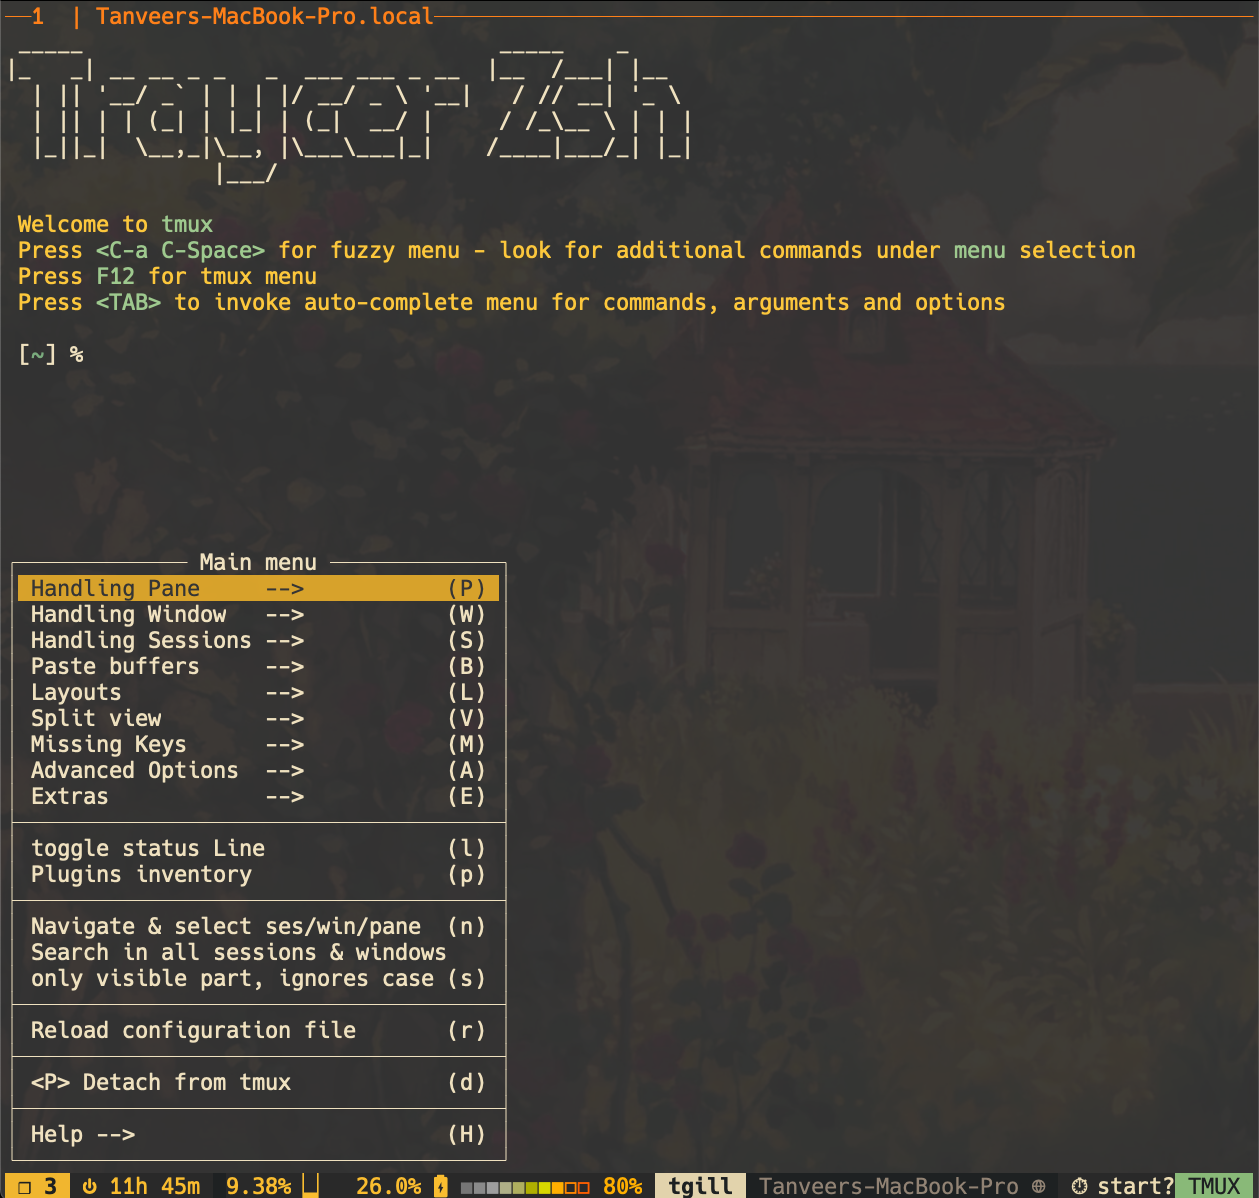 1 | Tanveers-MacBook-Pro.local
Traycer Zsh
Welcome to tmux
Press <C-a C-Space> for fuzzy menu - look for additional commands under menu selection
Press F12 for tmux menu
Press <TAB> to invoke auto-complete menu for commands, arguments and options
[~] %
Main menu
Handling Pane --> (P)
Handling Window --> (W)
Handling Sessions --> (S)
Paste buffers --> (B)
Layouts --> (L)
Split view --> (V)
Missing Keys --> (M)
Advanced Options --> (A)
Extras --> (E)
toggle status Line (l)
Plugins inventory (p)
Navigate & select ses/win/pane (n)
Search in all sessions & windows
only visible part, ignores case (s)
Reload configuration file (r)
<P> Detach from tmux (d)
Help --> (H)
3 11h 45m 9.38% 26.0% 80% tgill Tanveers-MacBook-Pro start? TMUX